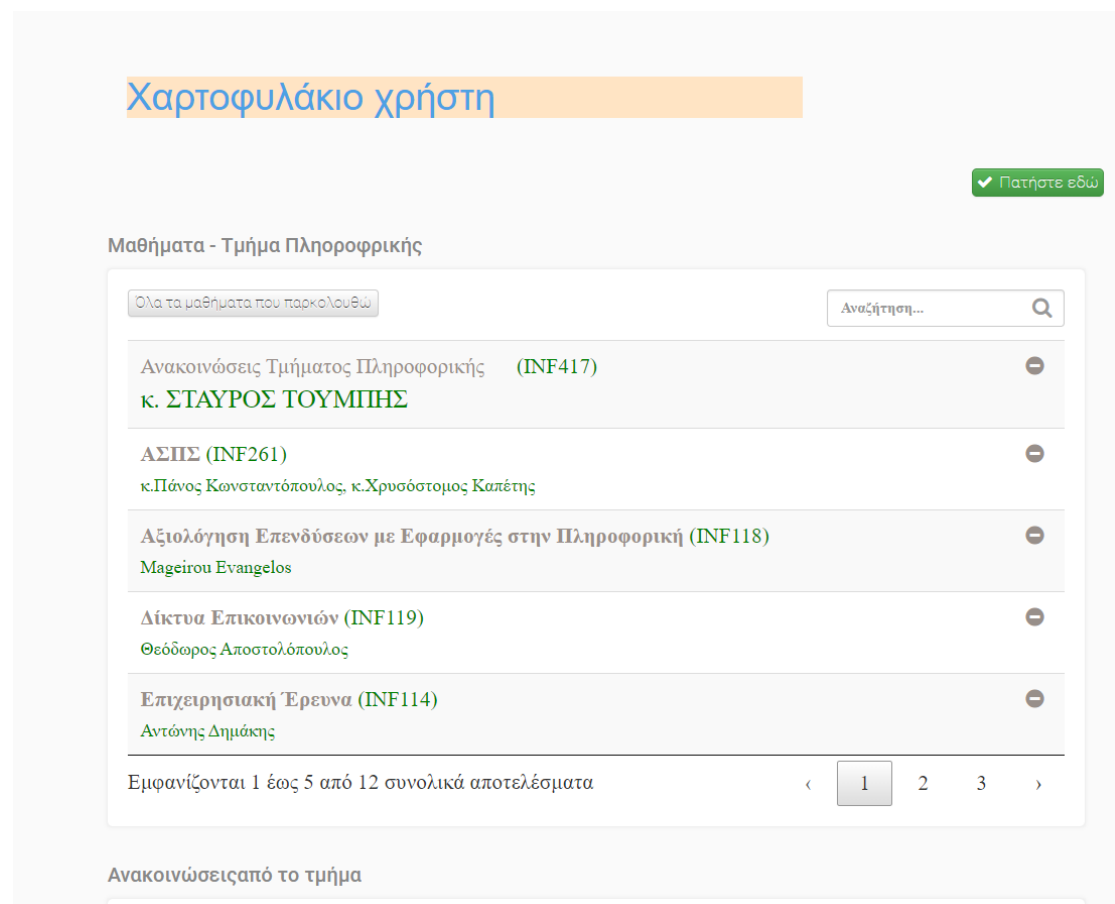 Χαρτοφυλάκιο χρήστη
Πατήστε εδώ
Μαθήματα - Τμήμα Πληοροφρικής
Όλα τα μαθήματα που παρκολουθώ
Αναζήτηση...
Ανακοινώσεις Τμήματος Πληροφορικής (INF417)
κ. ΣΤΑΥΡΟΣ ΤΟΥΜΠΗΣ
ΑΣΠΣ (INF261)
κ.Πάνος Κωνσταντόπουλος, κ.Χρυσόστομος Καπέτης
Αξιολόγηση Επενδύσεων με Εφαρμογές στην Πληροφορική (INF118)
Mageirou Evangelos
Δίκτυα Επικοινωνιών (INF119)
Θεόδωρος Αποστολόπουλος
Επιχειρησιακή Έρευνα (INF114)
Αντώνης Δημάκης
Εμφανίζονται 1 έως 5 από 12 συνολικά αποτελέσματα ‹ 1 2 3 ›
Ανακοινώσειςαπό το τμήμα